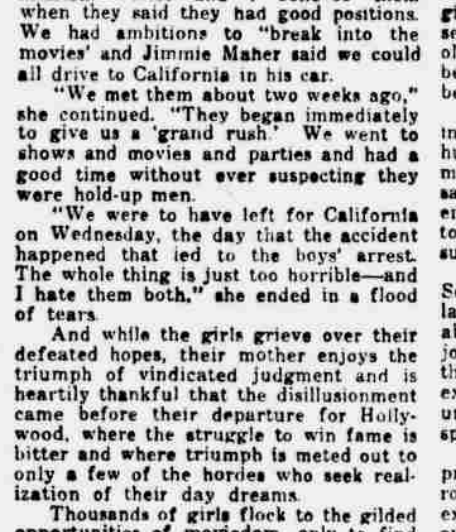 when they said they had good positions.
We had ambitions to "break into the
movies' and Jimmie Maher said we could
all drive to California in his car.
"We met them about two weeks ago,"
she continued. "They began immediately
to give us a 'grand rush.' We went to
shows and movies and parties and had a
good time without ever suspecting they
were hold-up men.
"We were to have left for California
on Wednesday, the day that the accident
happened that led to the boys' arrest.
The whole thing is just too horrible—and
I hate them both," she ended in a flood
of tears.
And while the girls grieve over their
defeated hopes, their mother enjoys the
triumph of vindicated judgment and is
heartily thankful that the disillusionment
came before their departure for Holly-
wood, where the struggle to win fame is
bitter and where triumph is meted out to
only a few of the hordes who seek real-
ization of their day dreams.
Thousands of girls flock to the gilded